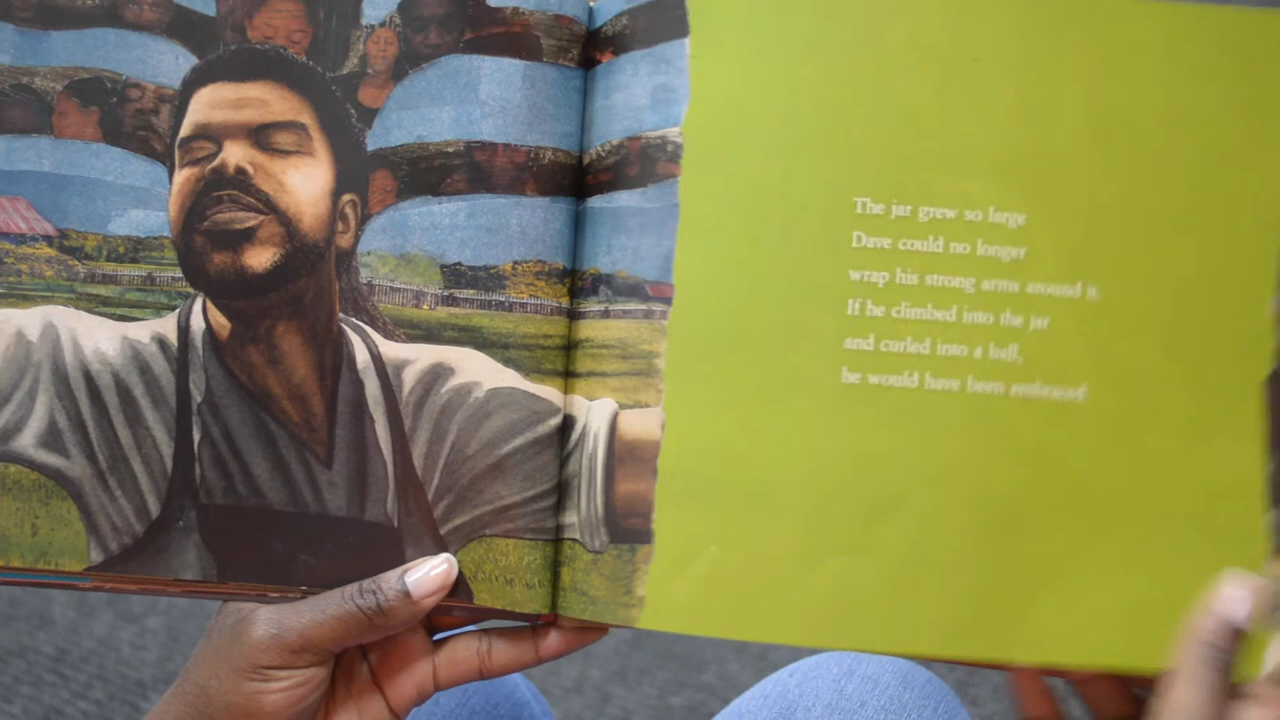 The jar grew so large
Dave could no longer
wrap his strong arms around it.
If he climbed into the jar
and curled into a ball,
he would have been embraced.